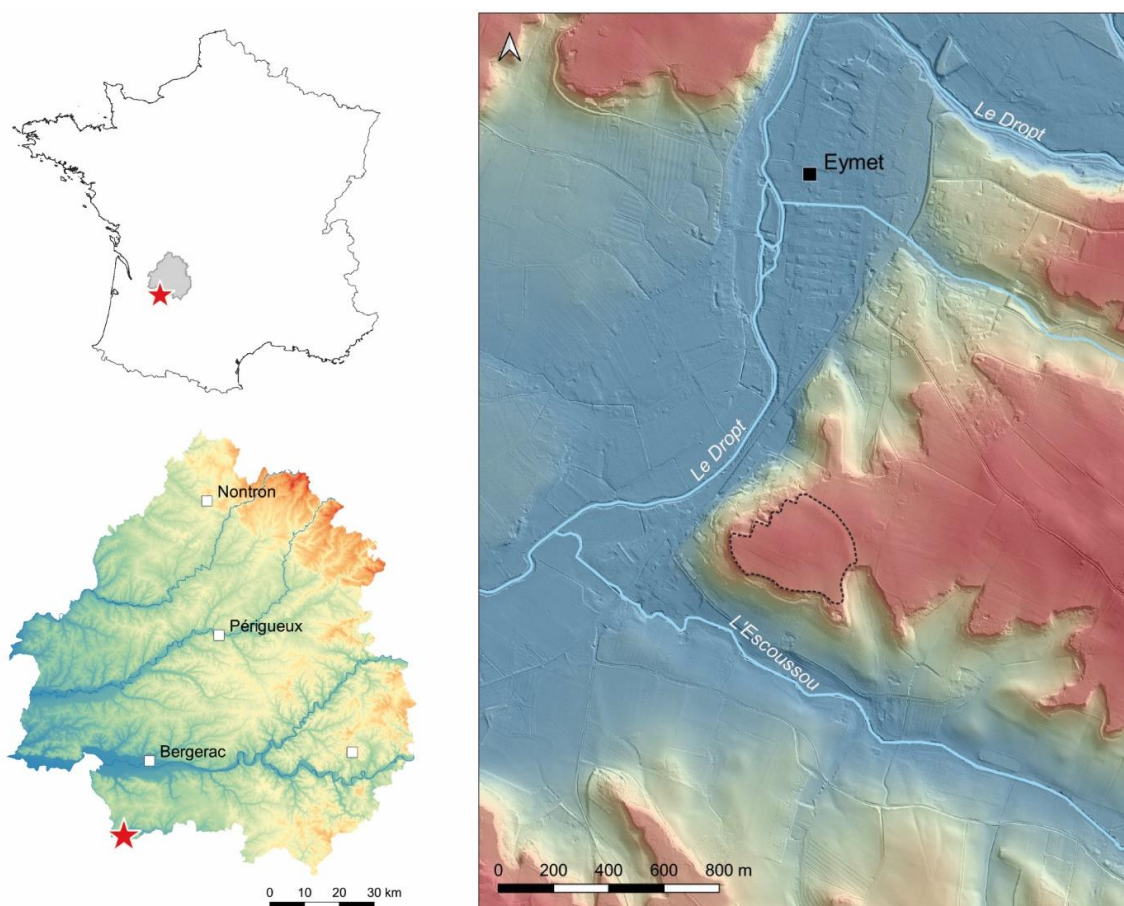 Nontron
Périgueux
Bergerac
0 10 20 30 km
Le Dropt
Eymet
Le Dropt
L'Escoussou
0 200 400 600 800 m